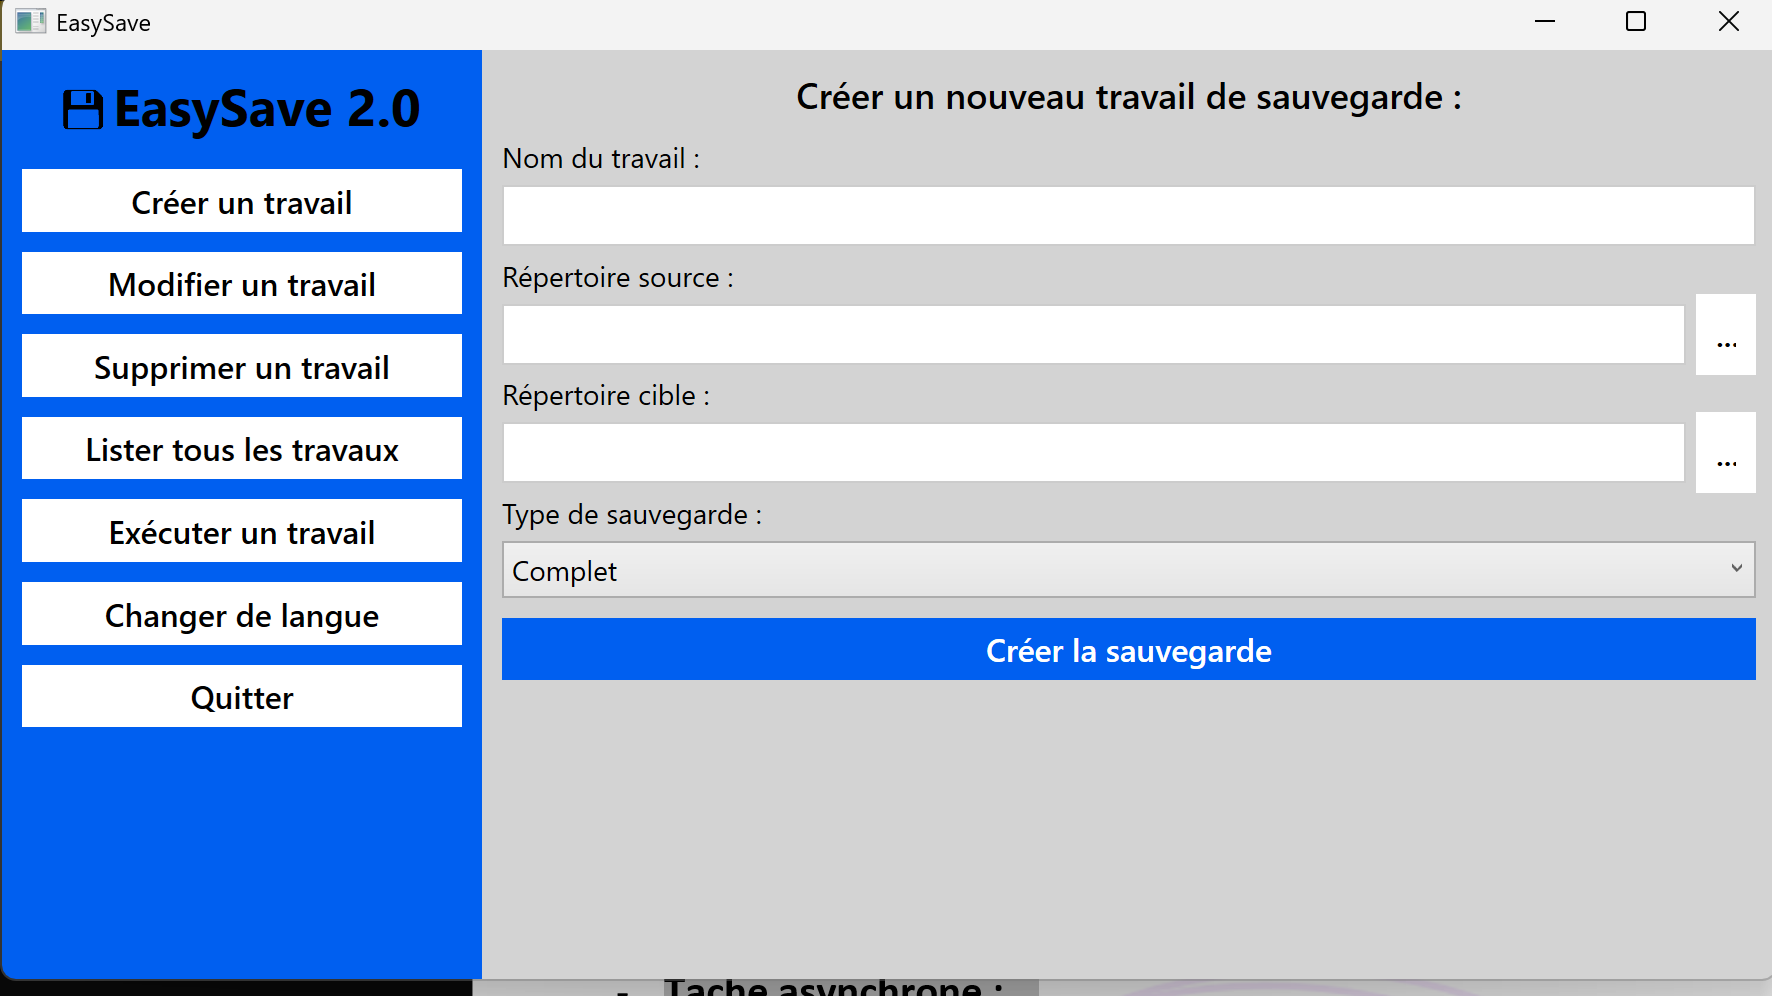 EasySave
EasySave 2.0
Créer un travail
Modifier un travail
Supprimer un travail
Lister tous les travaux
Exécuter un travail
Changer de langue
Quitter
Créer un nouveau travail de sauvegarde :
Nom du travail :
Répertoire source :
...
Répertoire cible :
...
Type de sauvegarde :
Complet
Créer la sauvegarde
- Tache asynchrone :